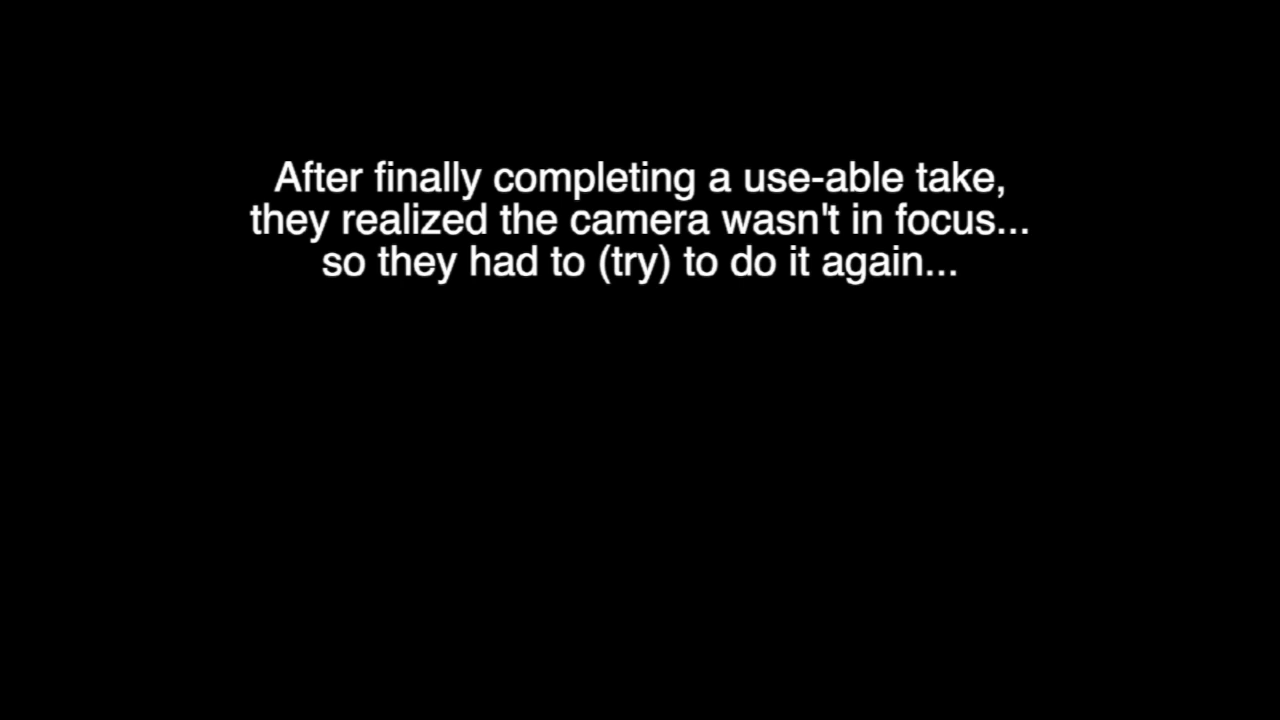 After finally completing a use-able take,
they realized the camera wasn't in focus...
so they had to (try) to do it again...